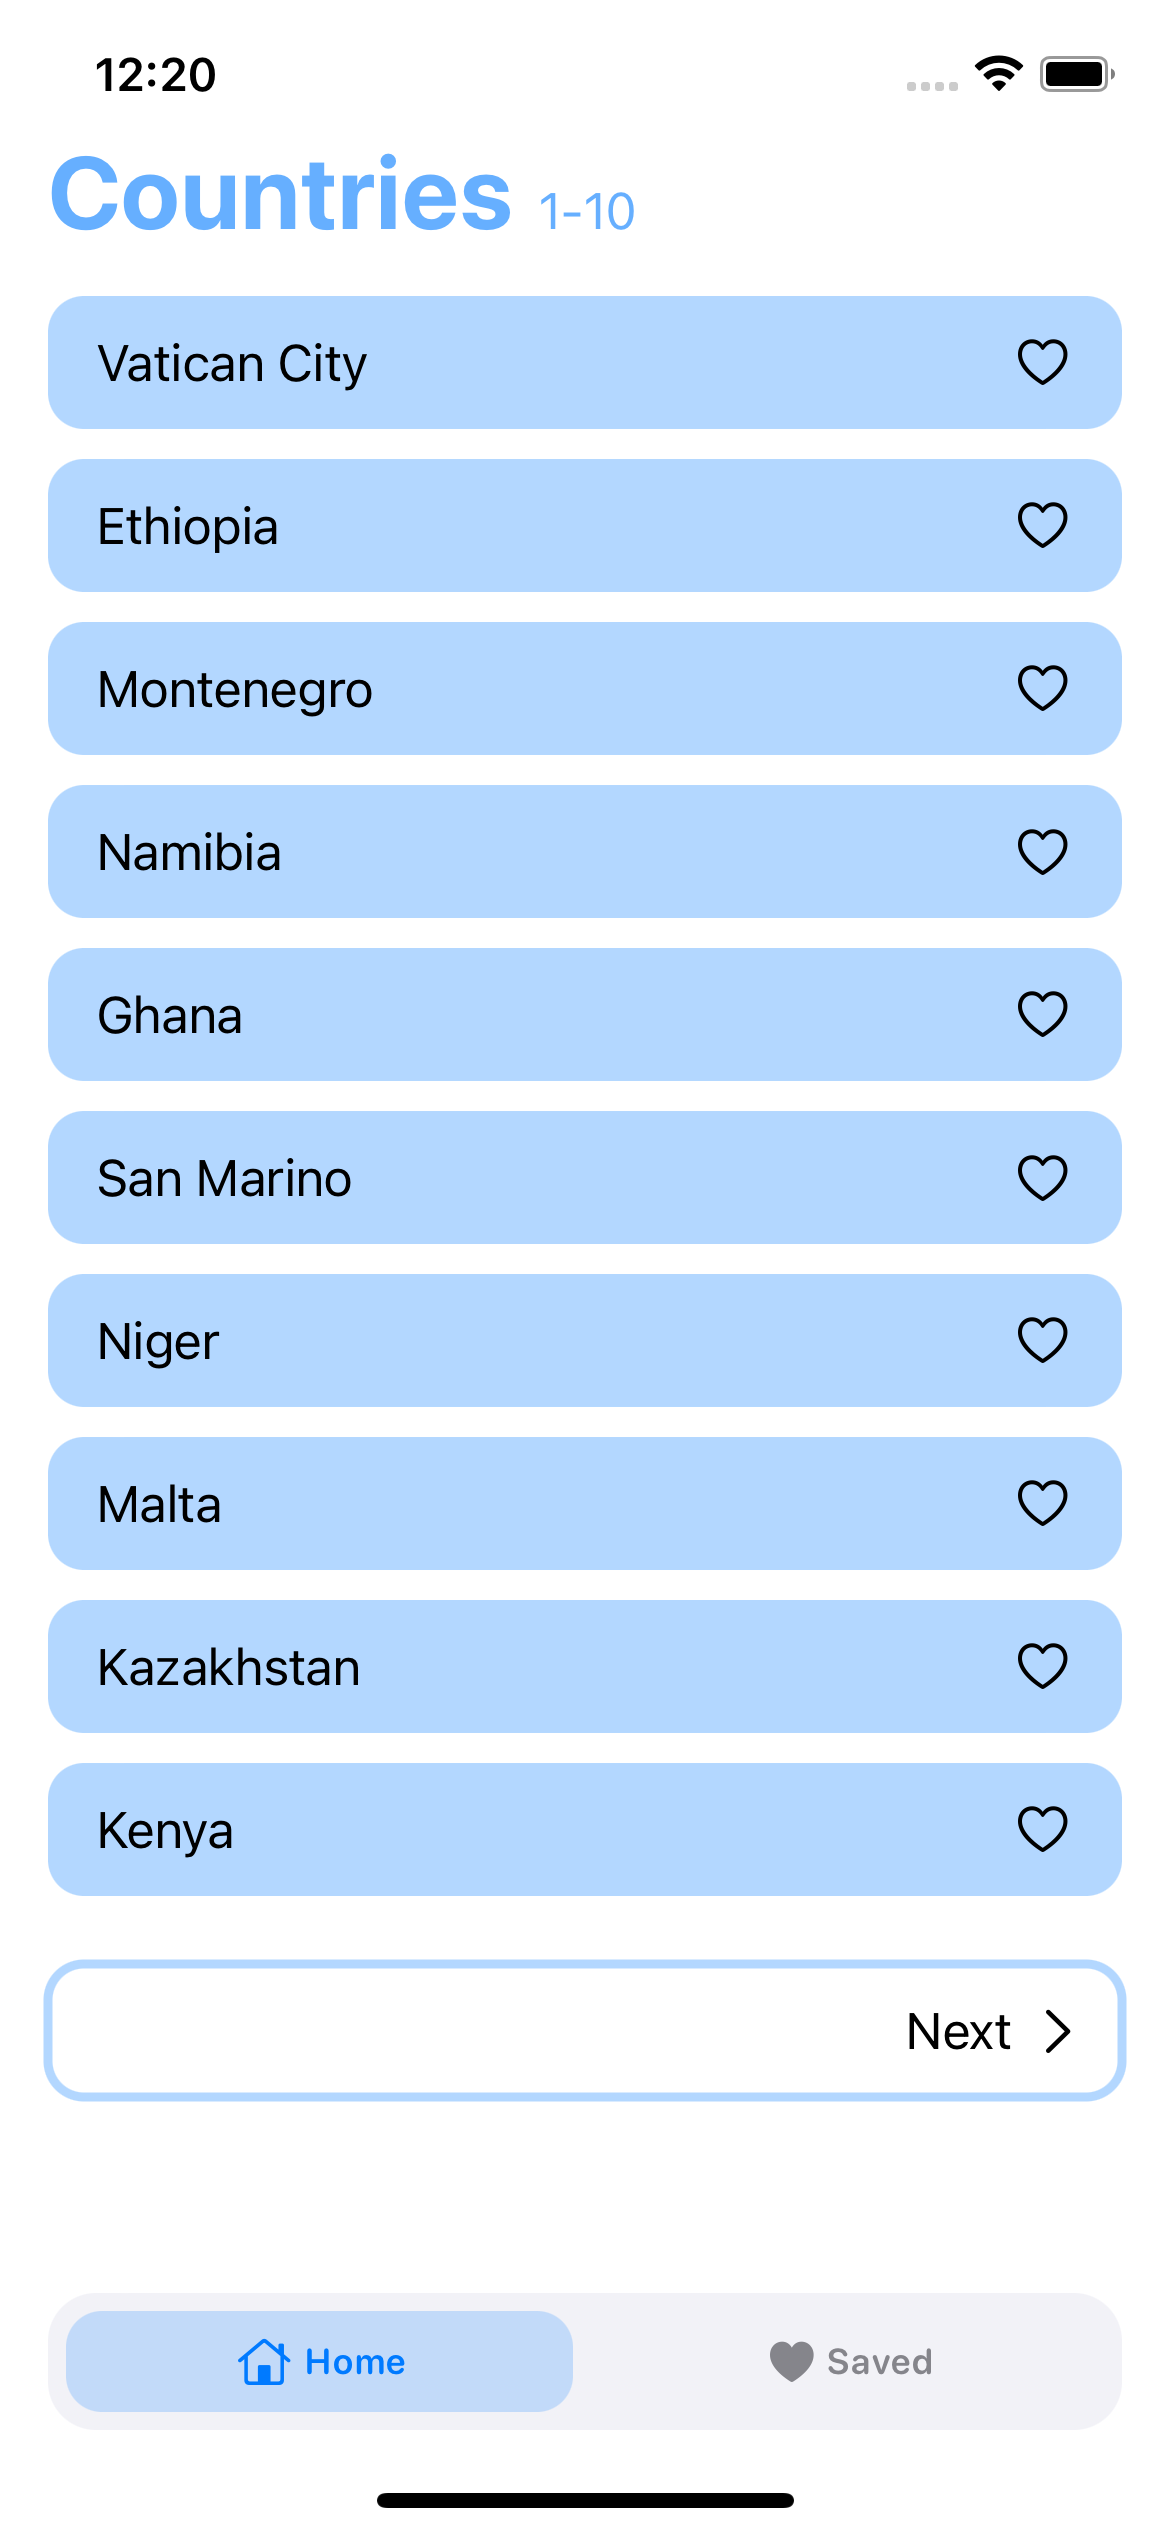 12:20
Countries 1-10
Vatican City
Ethiopia
Montenegro
Namibia
Ghana
San Marino
Niger
Malta
Kazakhstan
Kenya
Next
Home Saved